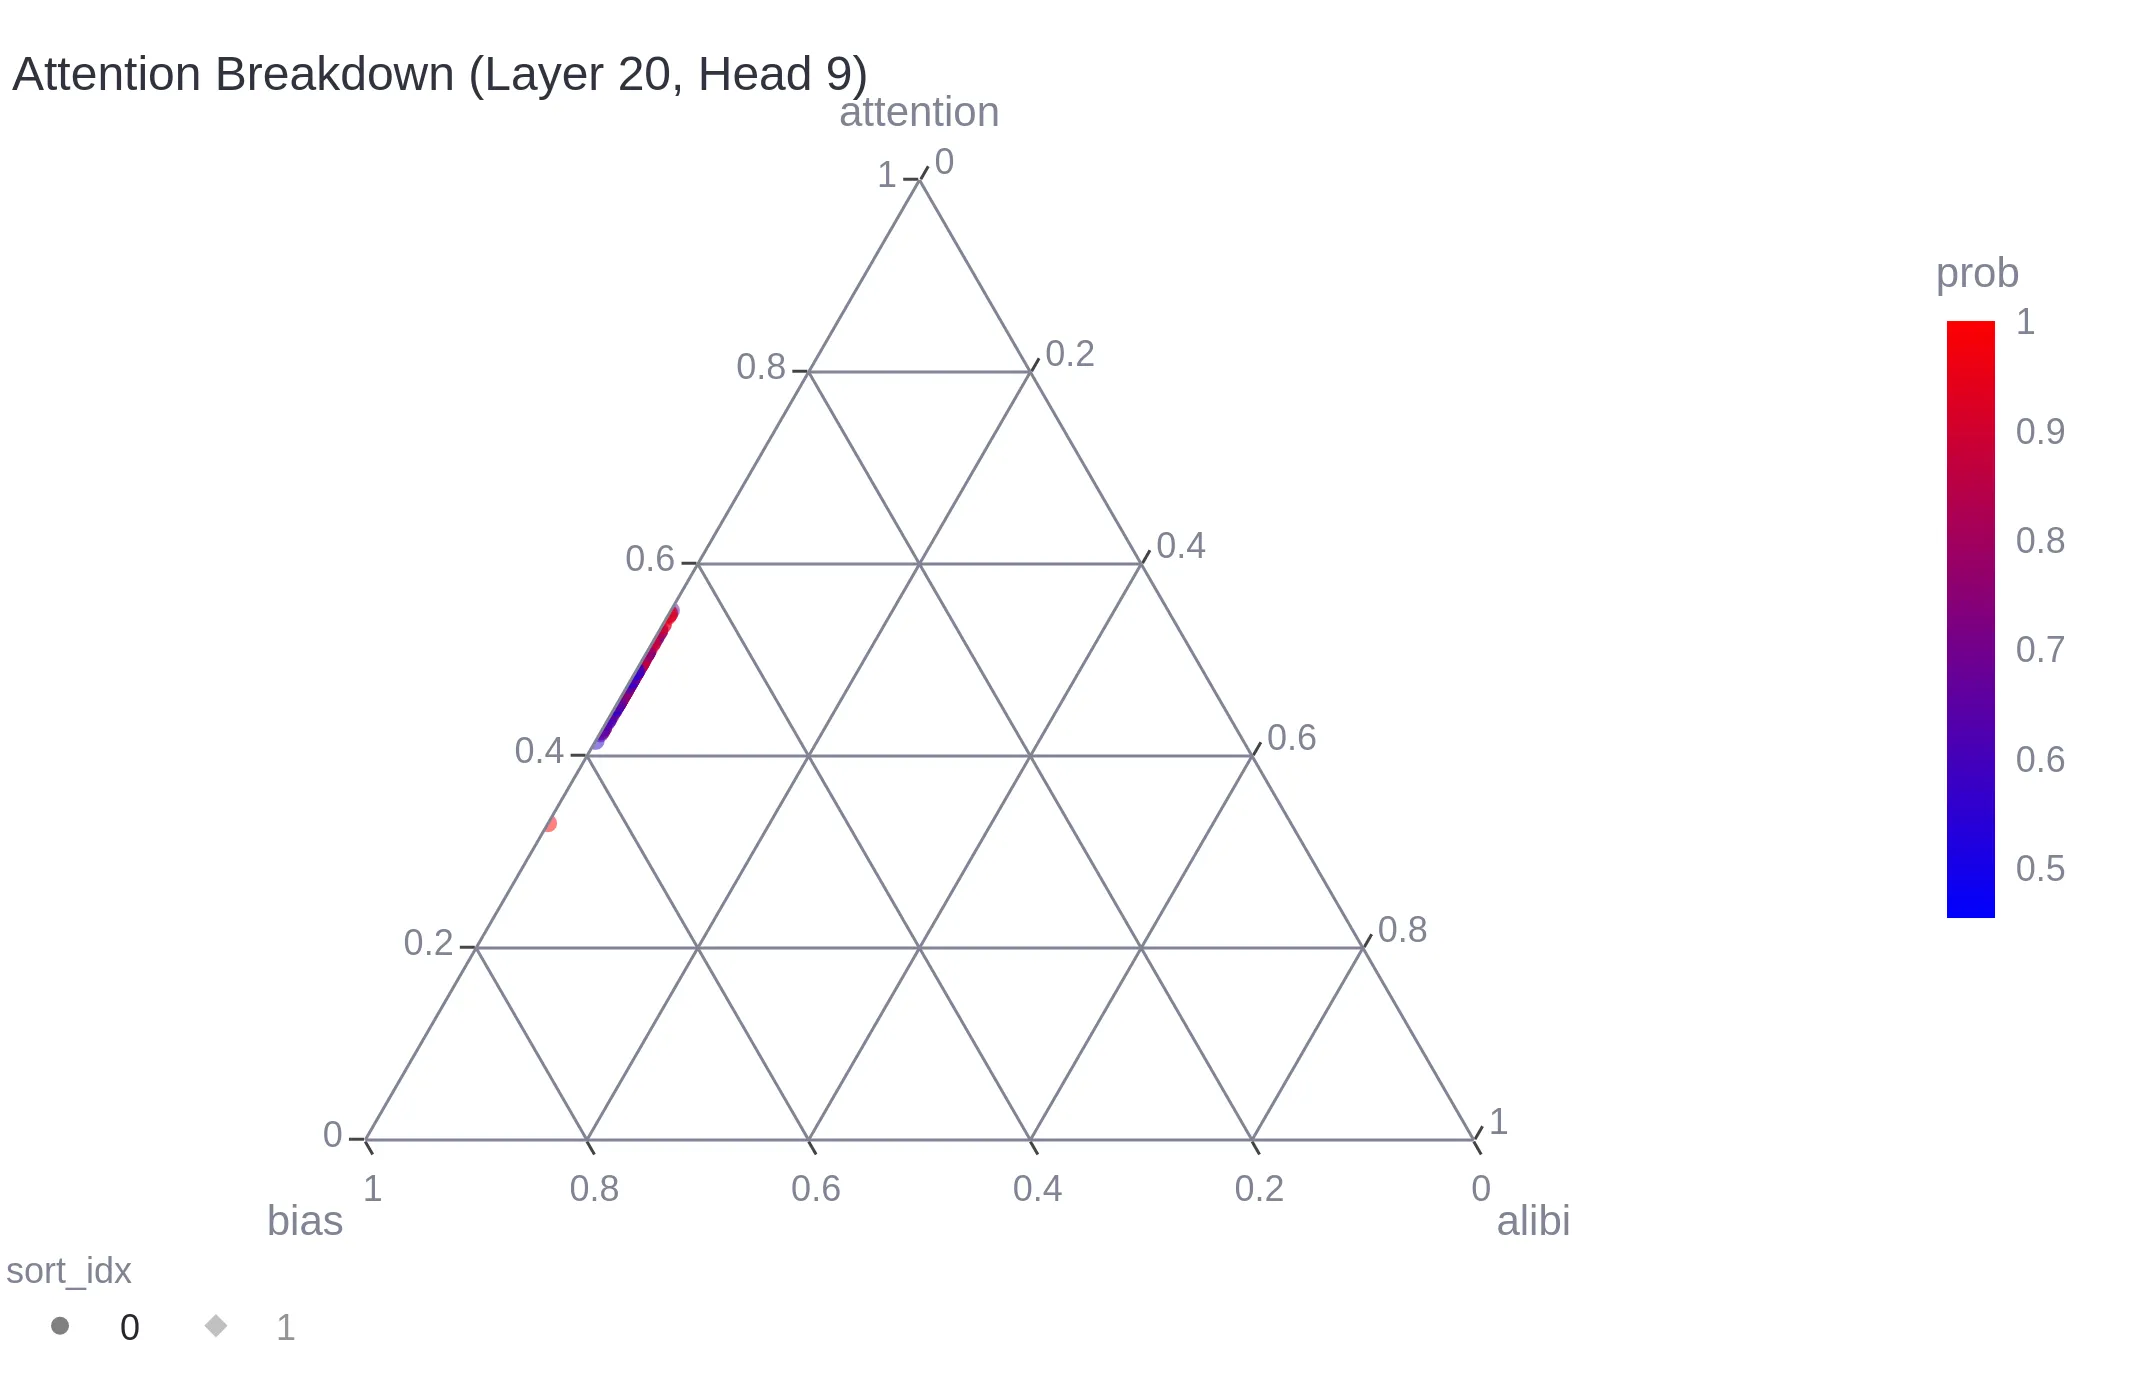 Attention Breakdown (Layer 20, Head 9)
attention
1 0
0.8 0.2
0.6 0.4
0.4 0.6
0.2 0.8
0 1
1 0.8 0.6 0.4 0.2 0
bias alibi
prob
1
0.9
0.8
0.7
0.6
0.5
sort_idx
0 1